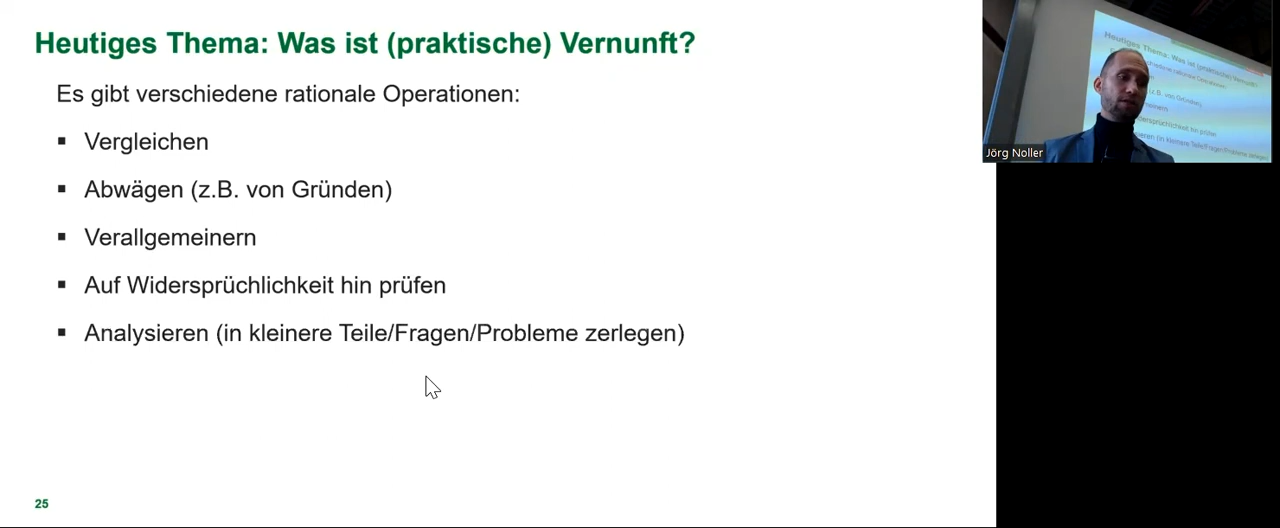 Heutiges Thema: Was ist (praktische) Vernunft?
Es gibt verschiedene rationale Operationen:
▪ Vergleichen
▪ Abwägen (z.B. von Gründen)
▪ Verallgemeinern
▪ Auf Widersprüchlichkeit hin prüfen
▪ Analysieren (in kleinere Teile/Fragen/Probleme zerlegen)
25
Jörg Noller